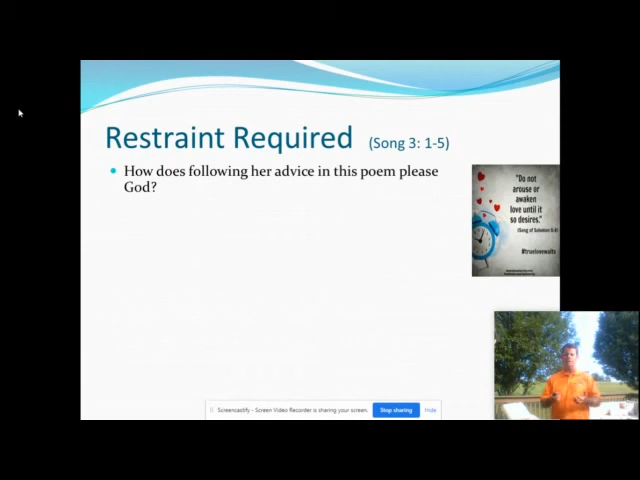 Restraint Required (Song 3: 1-5)
How does following her advice in this poem please
God?
"Do not
arouse or
awaken
love until it
so desires."
(Song of Solomon 8:4)
#truelovewaits
Screencastify - Screen Video Recorder is sharing your screen. Stop sharing Hide